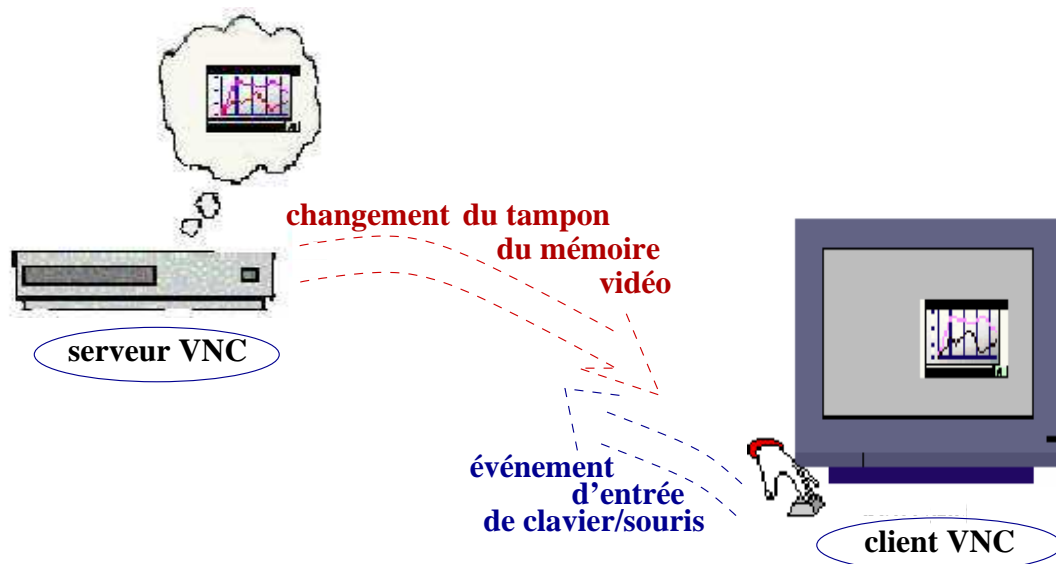 changement du tampon
du mémoire
vidéo
serveur VNC
événement
d'entrée
de clavier/souris
client VNC